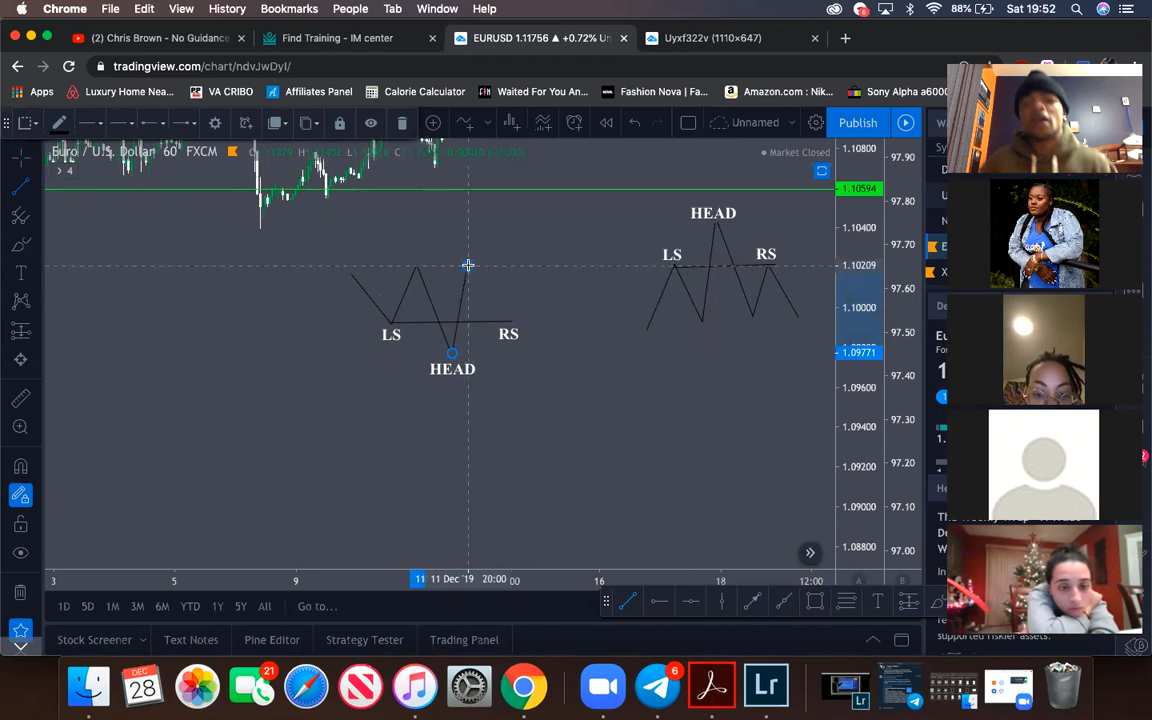 Chrome File Edit View History Bookmarks People Tab Window Help 88% Sat 19:52
(2) Chris Brown - No Guidance
Find Training - IM center
EURUSD 1.11756 ▲ +0.72% Un
Uyxf322v (1110×647)
tradingview.com/chart/ndvJwDyI/
Apps Luxury Home Nea... VA CRIBO Affiliates Panel Calorie Calculator Waited For You An... Fashion Nova | Fa... Amazon.com : Nik... Sony Alpha a6000
Unnamed Publish
Euro / U.S. Dollar 60 FXCM
Market Closed
4
1.10800
97.90
1.10594
97.80
HEAD
1.10400
97.70
LS RS
1.10209
97.60
1.10000
97.50
LS RS
1.09771
HEAD
97.40
1.09600
97.30
1.09400
97.20
1.09200
97.10
1.08800
97.00
3 5 9 11 11 Dec '19 20:00 :00 16 18 12:00 A
1D 5D 1M 3M 6M YTD 1Y 5Y All Go to...
Stock Screener Text Notes Pine Editor Strategy Tester Trading Panel
supported riskier assets.
DEC
28
21
6
Lr